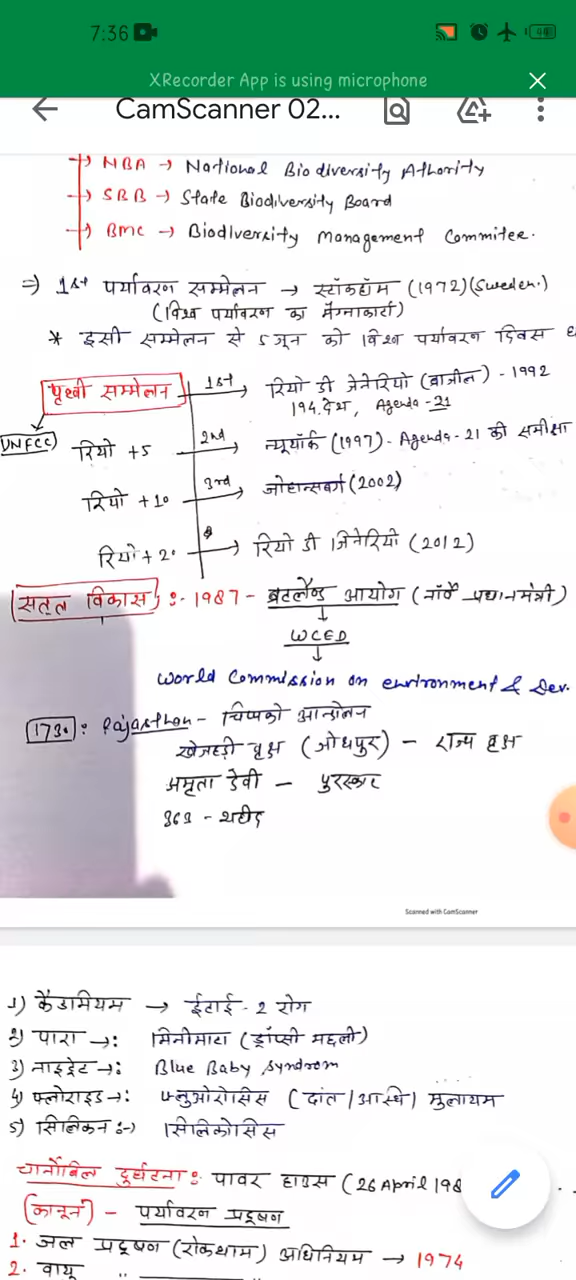 7:36
XRecorder App is using microphone
CamScanner 02...
→ NBA → National Biodiversity Authority
→ SBB → State Biodiversity Board
→ BMC → Biodiversity Management Commitee.
⇒ 1st पर्यावरण सम्मेलन → स्टॉकहोम (1972)(Sweden.)
(विश्व पर्यावरण का मैग्नाकार्टा)
* इसी सम्मेलन से 5 जून को विश्व पर्यावरण दिवस
पृथ्वी सम्मेलन 1st → रियो डी जेनेरियो (ब्राजील) - 1992
194 देश, Agenda-21
UNFCC
रियो +5 2nd → न्यूयॉर्क (1997) - Agenda-21 की समीक्षा
रियो +10 3rd → जोहान्सबर्ग (2002)
रियो +20 → रियो डी जिनेरियो (2012)
सतत विकास :- 1987 - ब्रटलैण्ड आयोग (नॉर्वे प्रधानमंत्री)
↓
WCED
↓
World Commission on environment & Dev.
1730 : Rajasthan - चिपको आन्दोलन
खेजड़ी वृक्ष (जोधपुर) - राज्य वृक्ष
अमृता देवी - पुरस्कार
363 - शहीद
Scanned with CamScanner
1) कैडमियम → ईटाई-2 रोग
2) पारा →: मिनीमाटा (ड्रॉप्सी मछली)
3) नाइट्रेट →: Blue Baby Syndrom
4) फ्लोराइड →: फ्लुओरोसिस (दांत/अस्थि) मुलायम
5) सिलिकन :→ सिलिकोसिस
चार्नोबिल दुर्घटना : पावर हाउस (26 April 198
(कानून) - पर्यावरण प्रदूषण
1. जल प्रदूषण (रोकथाम) अधिनियम → 1974
2. वायु " "